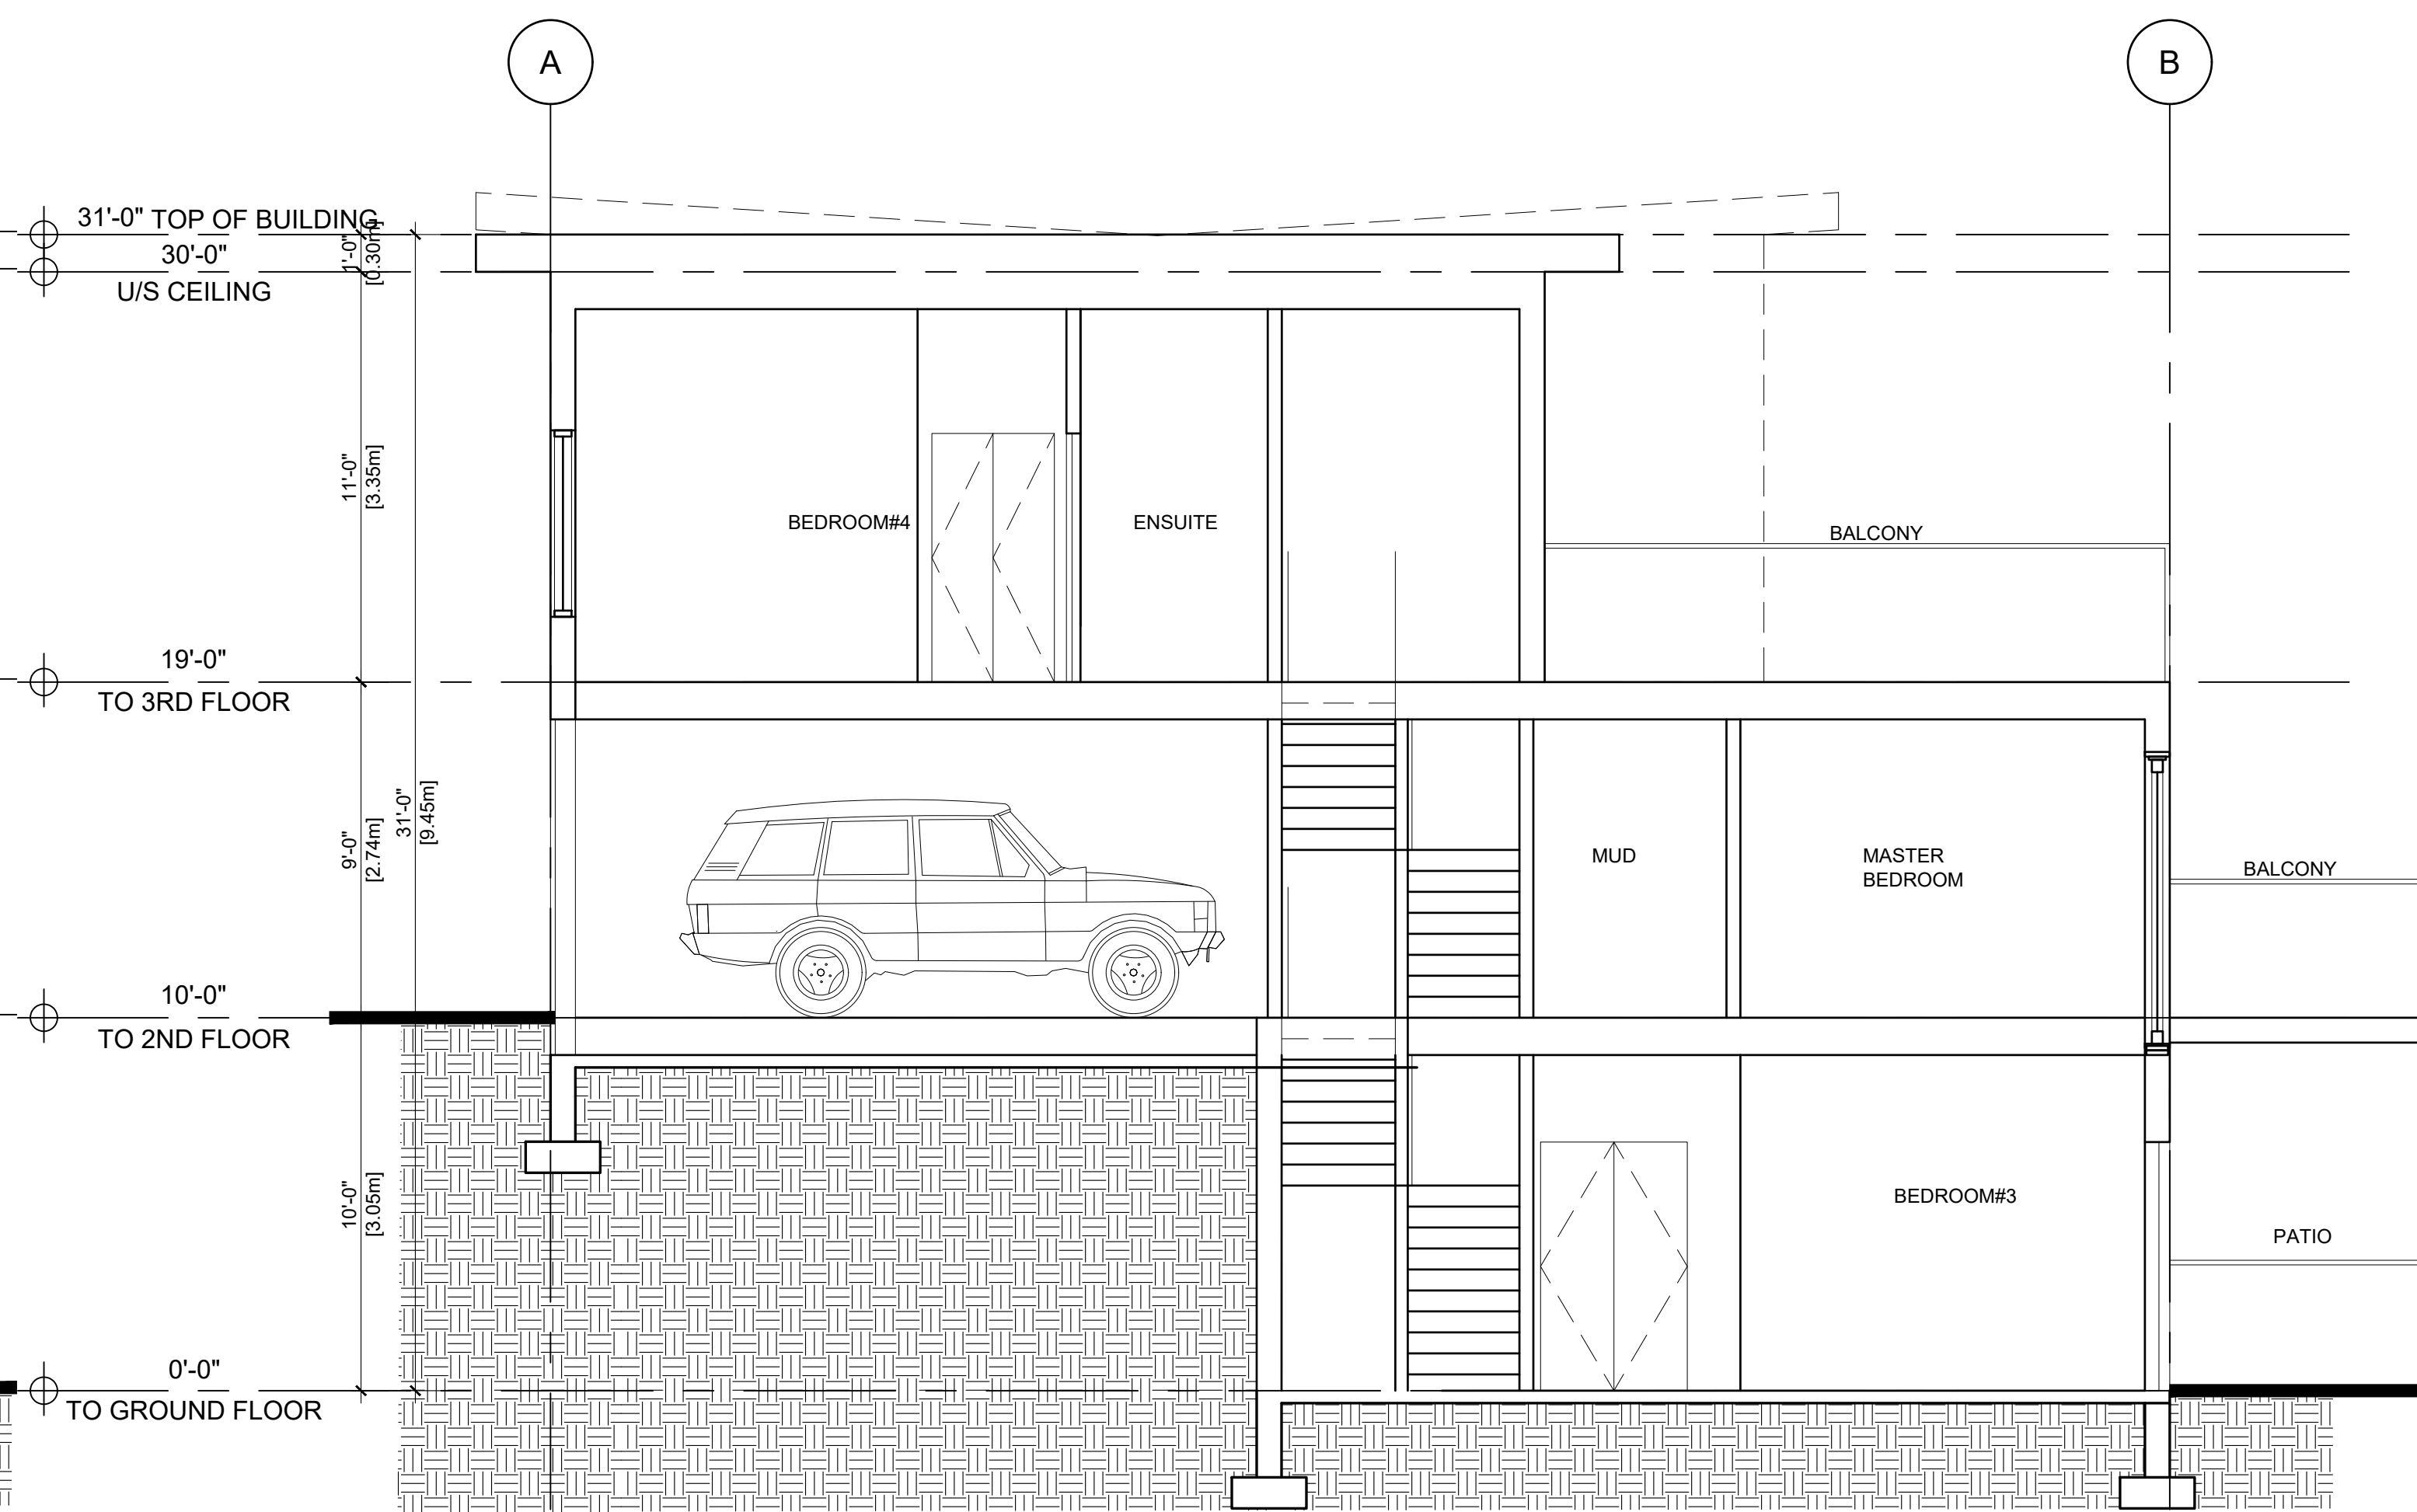 A
B
31'-0" TOP OF BUILDING
1'-0"
[0.30m]
30'-0"
U/S CEILING
11'-0"
[3.35m]
BEDROOM#4
ENSUITE
BALCONY
19'-0"
TO 3RD FLOOR
9'-0"
[2.74m]
31'-0"
[9.45m]
MUD
MASTER
BEDROOM
BALCONY
10'-0"
TO 2ND FLOOR
10'-0"
[3.05m]
BEDROOM#3
PATIO
0'-0"
TO GROUND FLOOR